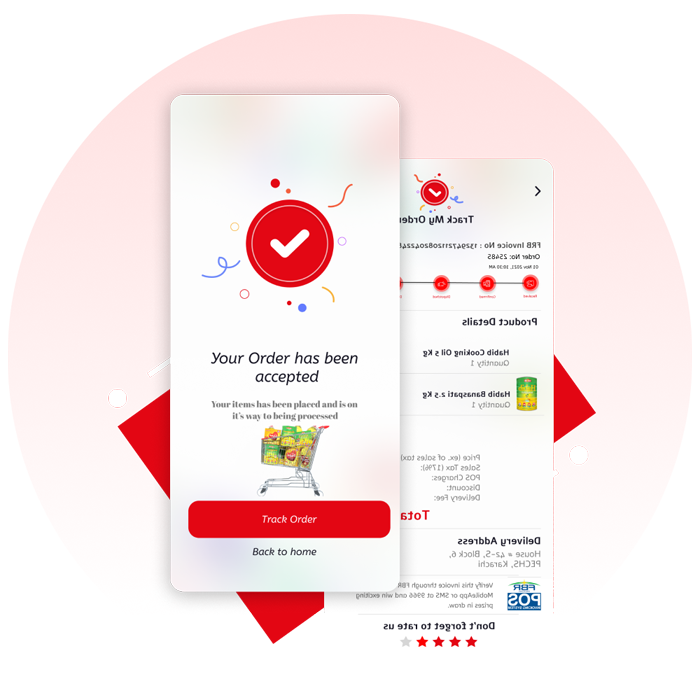 Your Order has been
accepted
Your items has been placed and is on
it's way to being processed
Track Order
Back to home
Track My Order
FRB Invoice No :
Order No: 255485
01 Nov 2021, 10:30 AM
Product Details
Habib Cooking Oil 5 Kg
Quantity 1
Habib Banaspati 2.5 Kg
Quantity 1
Price (ex. of sales tax)
Sales Tax (17%):
POS Charges:
Discount:
Delivery Fee:
Tota
Delivery Address
House # 42-S, Block 6,
PECHS, Karachi
FBR
POS
Verify this invoice through FBR
MobileApp or SMS at 9966 and win exciting
prizes in draw.
Don't forget to rate us